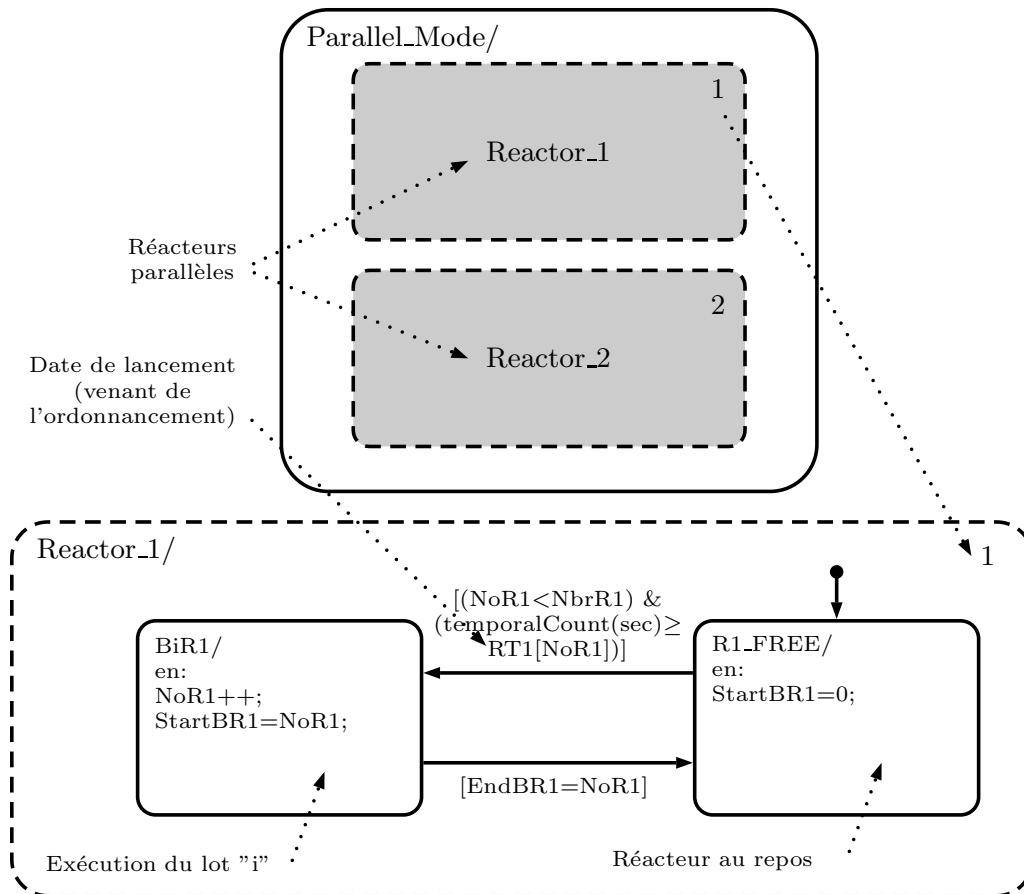 Parallel_Mode/
1
Reactor_1
Réacteurs
parallèles
2
Reactor_2
Date de lancement
(venant de
l'ordonnancement)
Reactor_1/
1
[(NoR1<NbrR1) &
(temporalCount(sec)≥
RT1[NoR1])]
BiR1/
en:
NoR1++;
StartBR1=NoR1;
R1_FREE/
en:
StartBR1=0;
[EndBR1=NoR1]
Exécution du lot "i"
Réacteur au repos